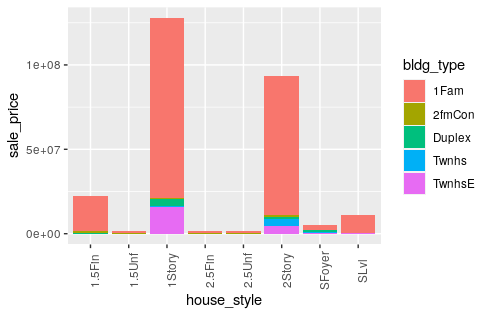 1e+08
5e+07
0e+00
sale_price
1.5Fin
1.5Unf
1Story
2.5Fin
2.5Unf
2Story
SFoyer
SLvl
house_style
bldg_type
1Fam
2fmCon
Duplex
Twnhs
TwnhsE